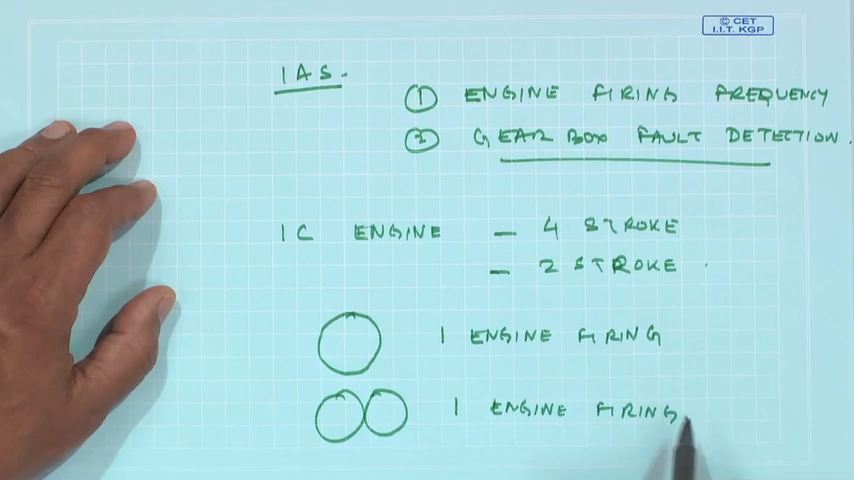 © CET
I.I.T. KGP
IAS.
① ENGINE FIRING FREQUENCY
② GEAR BOX FAULT DETECTION.
IC ENGINE – 4 STROKE
– 2 STROKE.
1 ENGINE FIRING
1 ENGINE FIRING